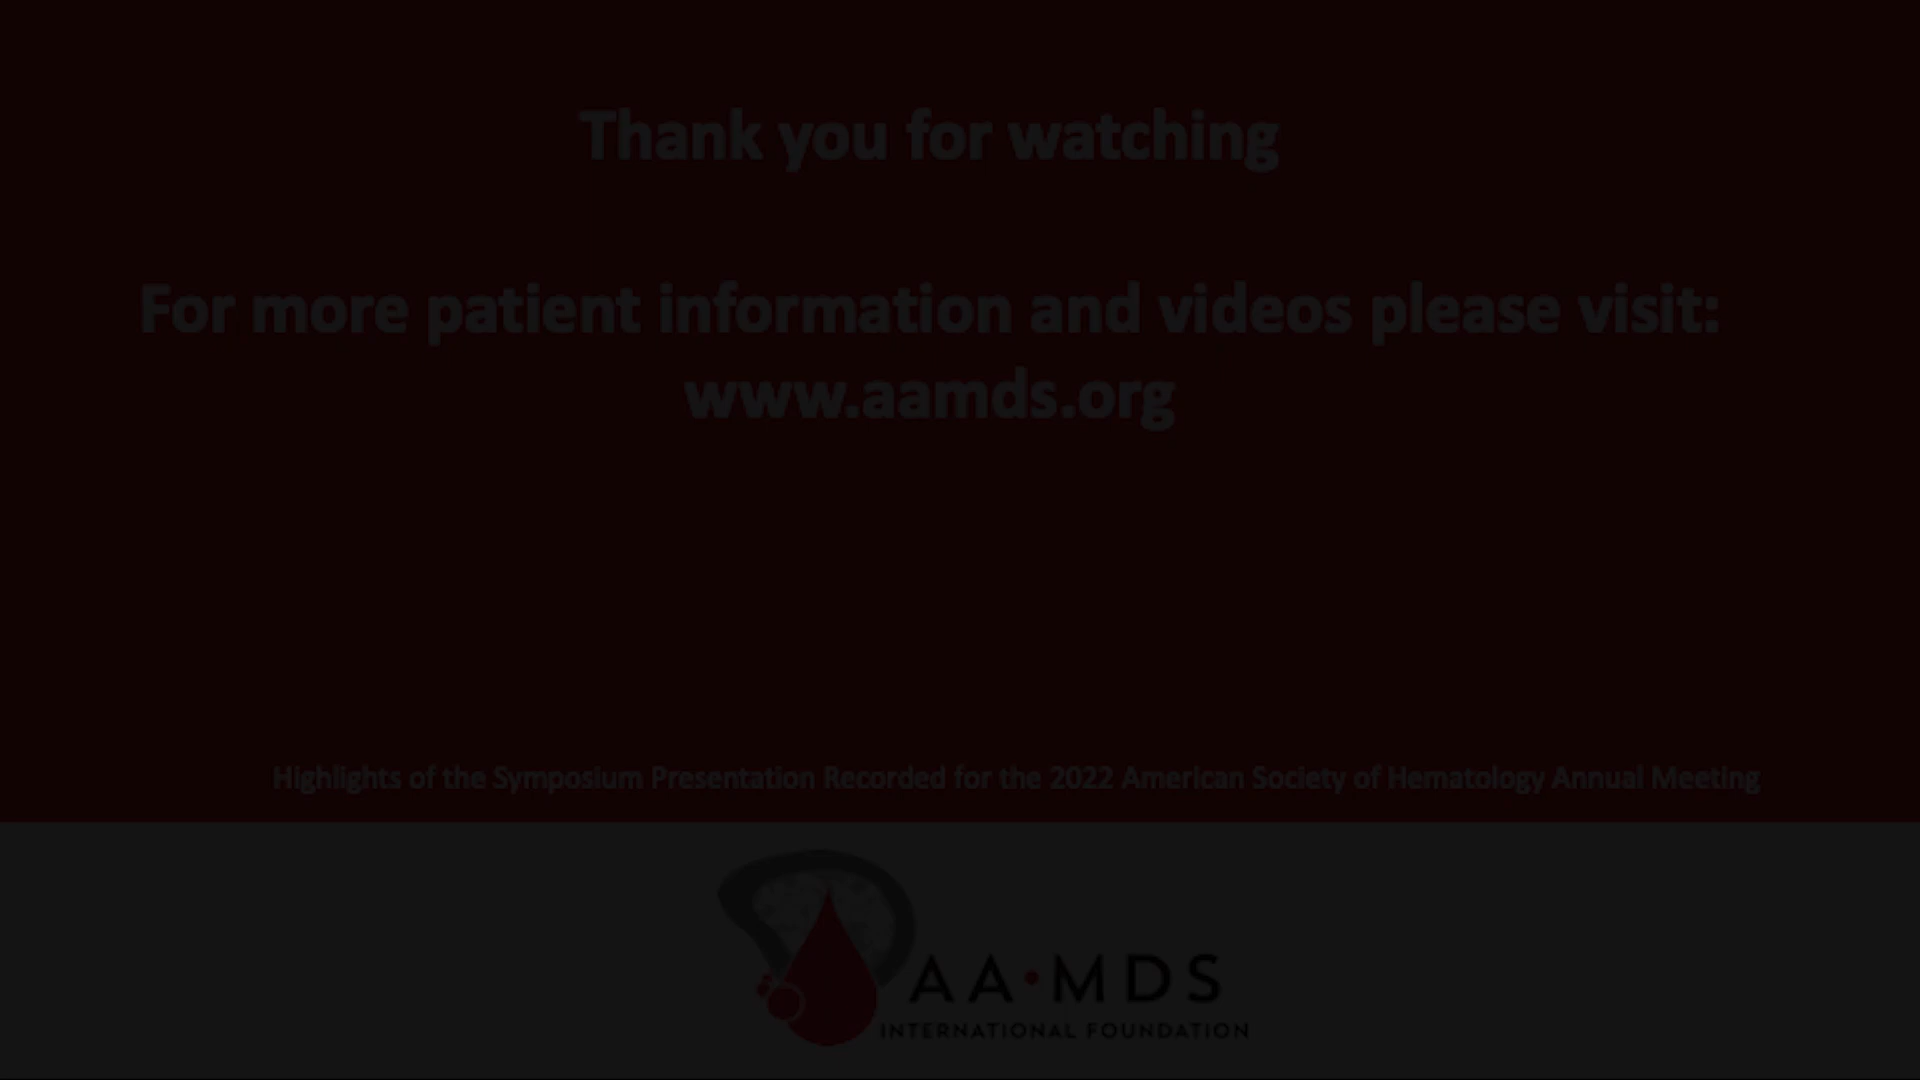 Thank you for watching
For more patient information and videos please visit:
www.aamds.org
Highlights of the Symposium Presentation Recorded for the 2022 American Society of Hematology Annual Meeting
AA•MDS
INTERNATIONAL FOUNDATION